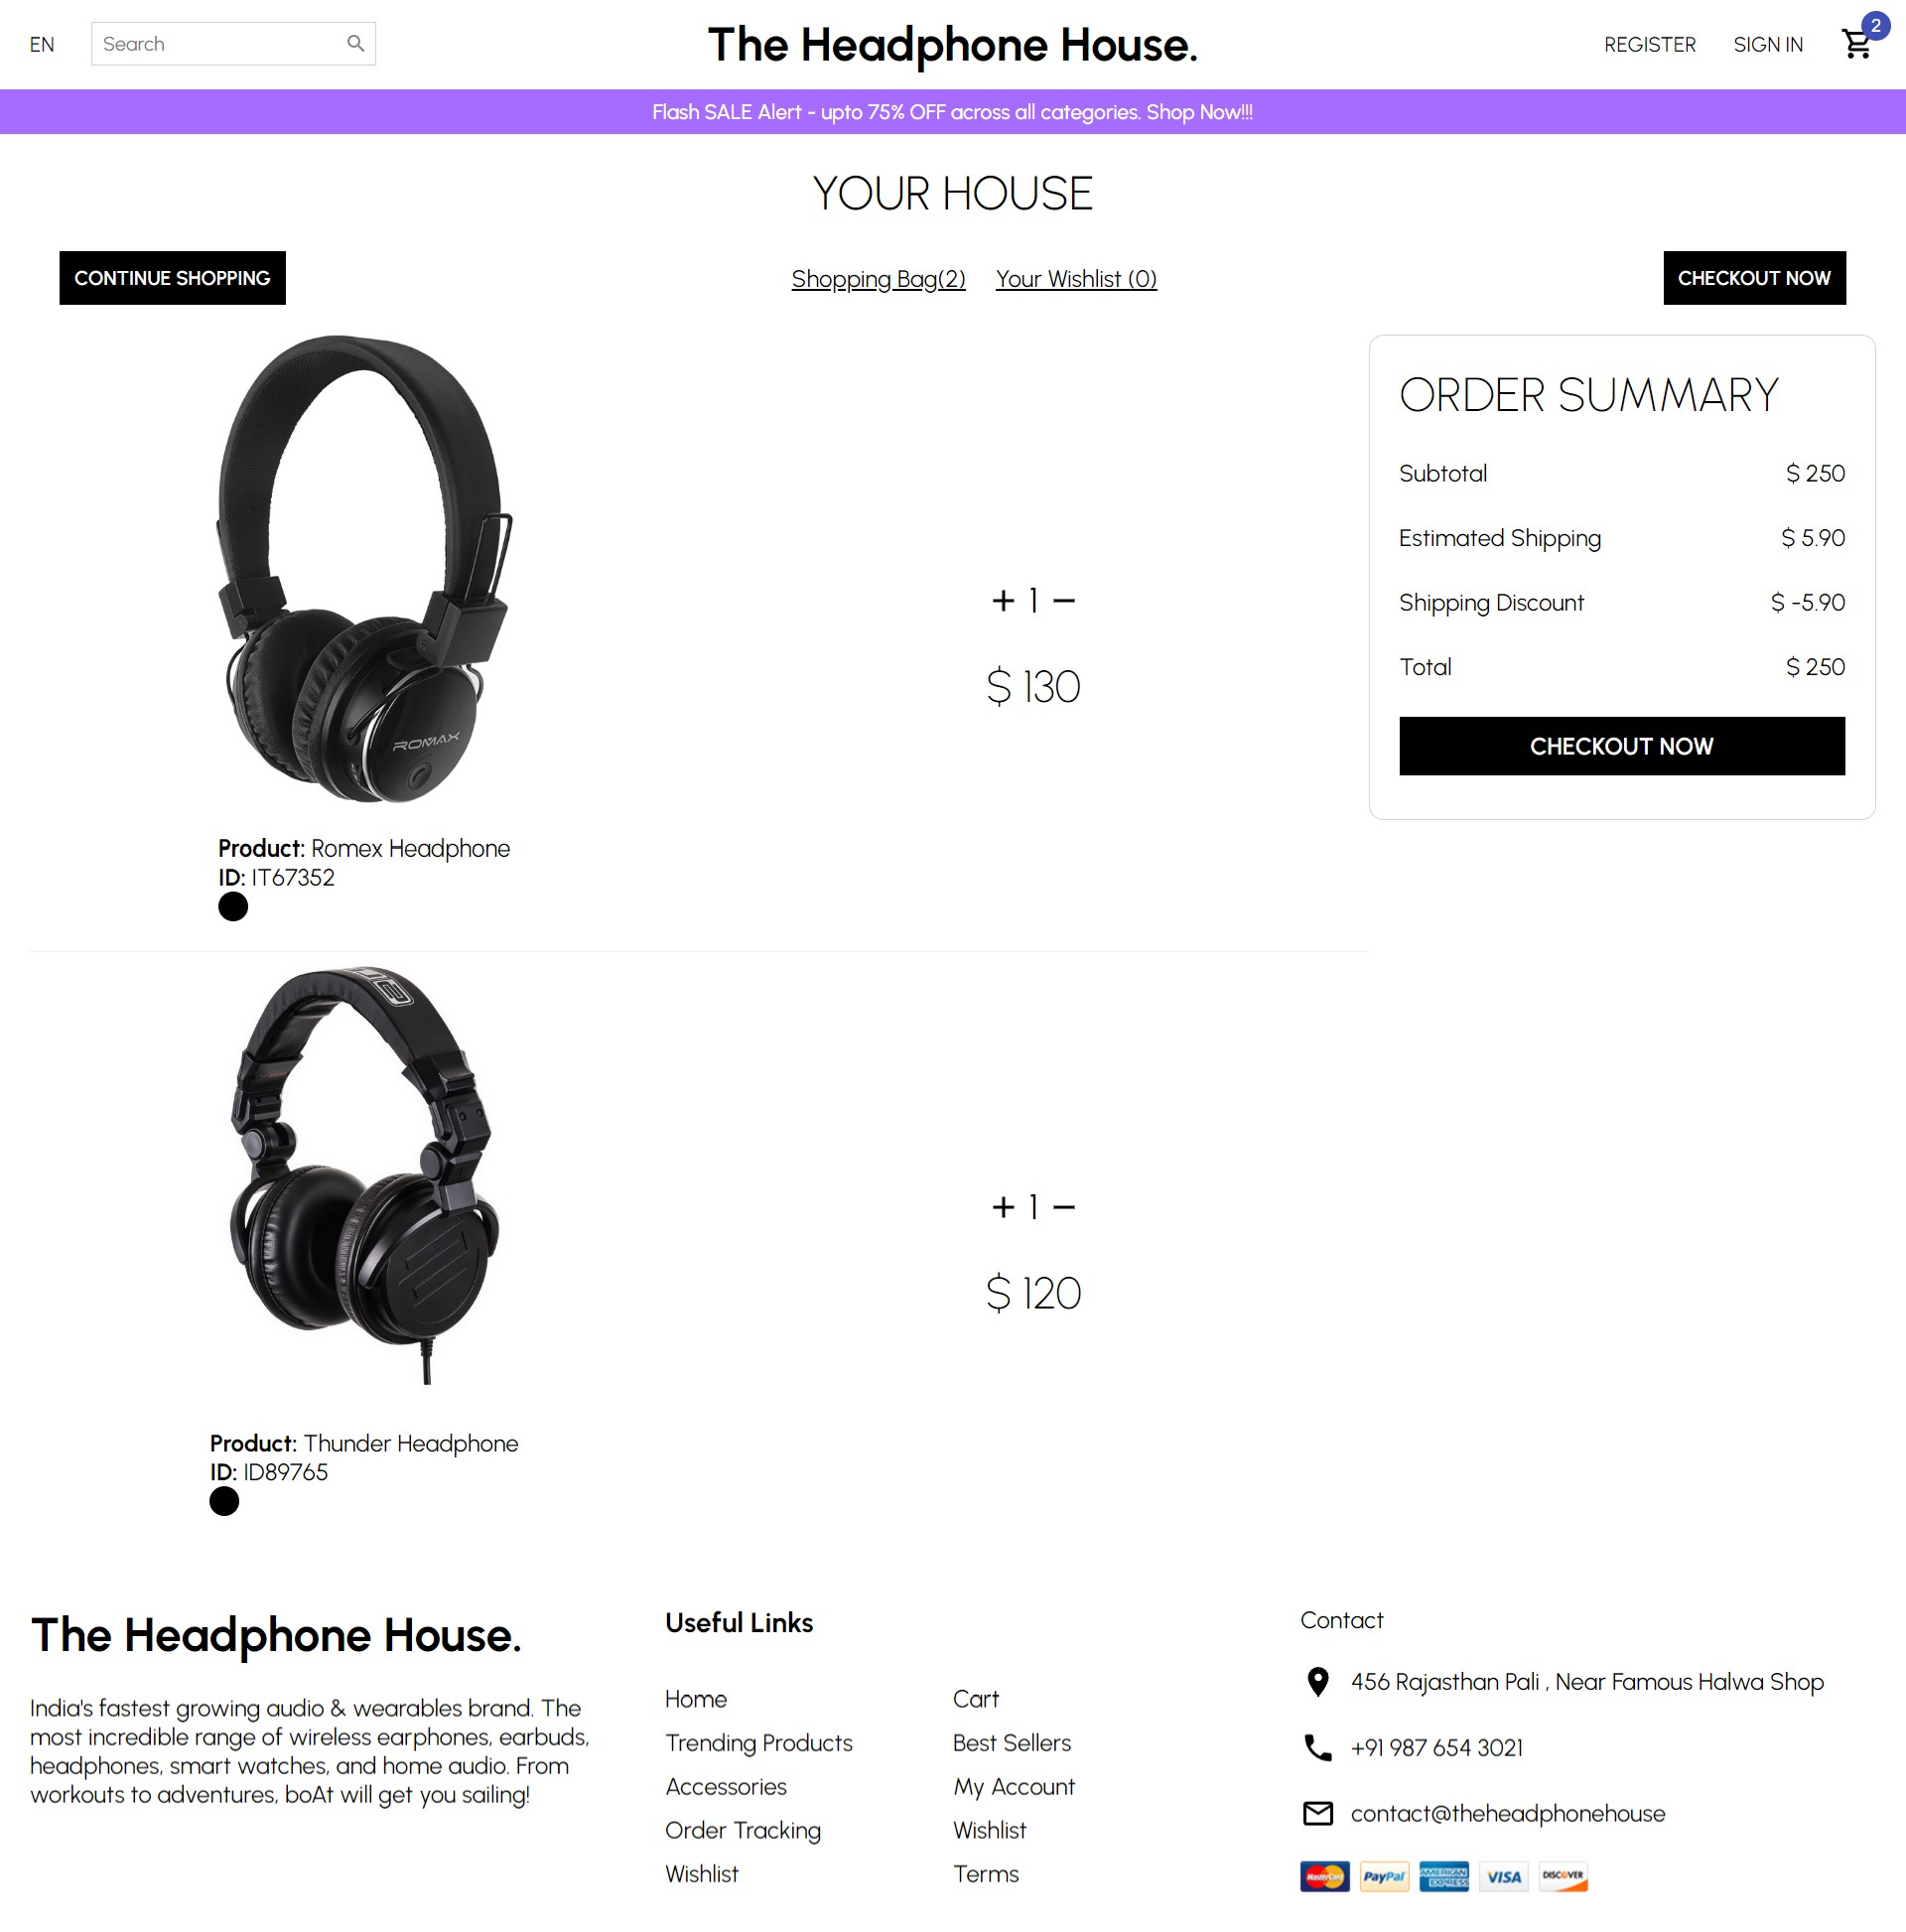 EN
Search
The Headphone House.
REGISTER
SIGN IN
2
Flash SALE Alert - upto 75% OFF across all categories. Shop Now!!!
YOUR HOUSE
CONTINUE SHOPPING
Shopping Bag(2)
Your Wishlist (0)
CHECKOUT NOW
ROMAX
+ 1 −
$ 130
Product: Romex Headphone
ID: IT67352
ORDER SUMMARY
Subtotal $ 250
Estimated Shipping $ 5.90
Shipping Discount $ -5.90
Total $ 250
CHECKOUT NOW
+ 1 −
$ 120
Product: Thunder Headphone
ID: ID89765
The Headphone House.
India's fastest growing audio & wearables brand. The
most incredible range of wireless earphones, earbuds,
headphones, smart watches, and home audio. From
workouts to adventures, boAt will get you sailing!
Useful Links
Home
Cart
Trending Products
Best Sellers
Accessories
My Account
Order Tracking
Wishlist
Wishlist
Terms
Contact
456 Rajasthan Pali , Near Famous Halwa Shop
+91 987 654 3021
contact@theheadphonehouse
MasterCard PayPal AMERICAN EXPRESS VISA DISCOVER